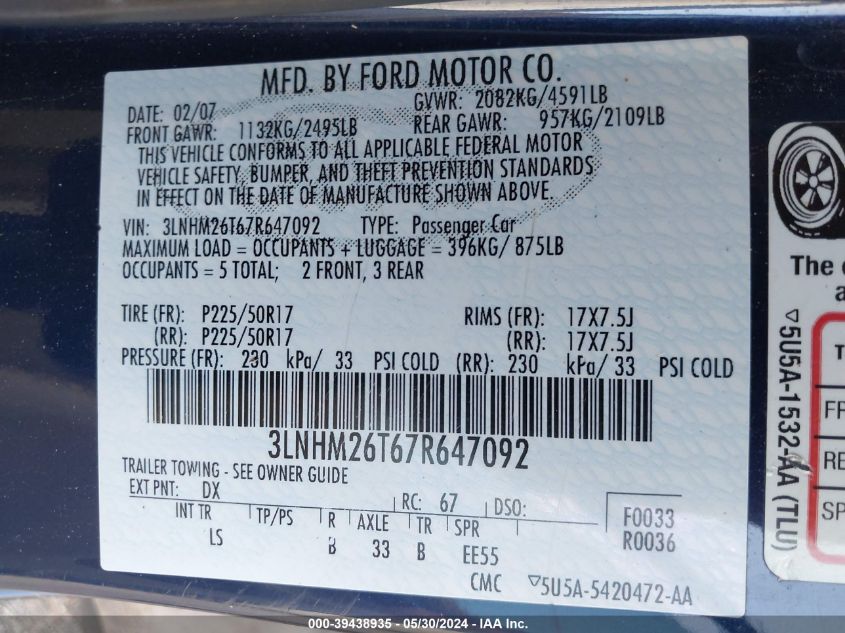 MFD. BY FORD MOTOR CO.
DATE: 02/07 GVWR: 2082KG/4591LB
FRONT GAWR: 1132KG/2495LB REAR GAWR: 957KG/2109LB
THIS VEHICLE CONFORMS TO ALL APPLICABLE FEDERAL MOTOR
VEHICLE SAFETY, BUMPER, AND THEFT PREVENTION STANDARDS
IN EFFECT ON THE DATE OF MANUFACTURE SHOWN ABOVE.
VIN: 3LNHM26T67R647092 TYPE: Passenger Car
MAXIMUM LOAD = OCCUPANTS + LUGGAGE = 396KG/ 875LB
OCCUPANTS = 5 TOTAL; 2 FRONT, 3 REAR
TIRE (FR): P225/50R17 RIMS (FR): 17X7.5J
(RR): P225/50R17 (RR): 17X7.5J
PRESSURE (FR): 230 kPa/ 33 PSI COLD (RR): 230 kPa/ 33 PSI COLD
3LNHM26T67R647092
TRAILER TOWING - SEE OWNER GUIDE
EXT PNT: DX RC: 67 DSO:
INT TR TP/PS R AXLE TR SPR F0033
LS B 33 B EE55 R0036
CMC ▽5U5A-5420472-AA
The
a
▽5U5A-1532-AA (TLU)
T
FR
RE
SP
000-39438935 - 05/30/2024 - IAA Inc.